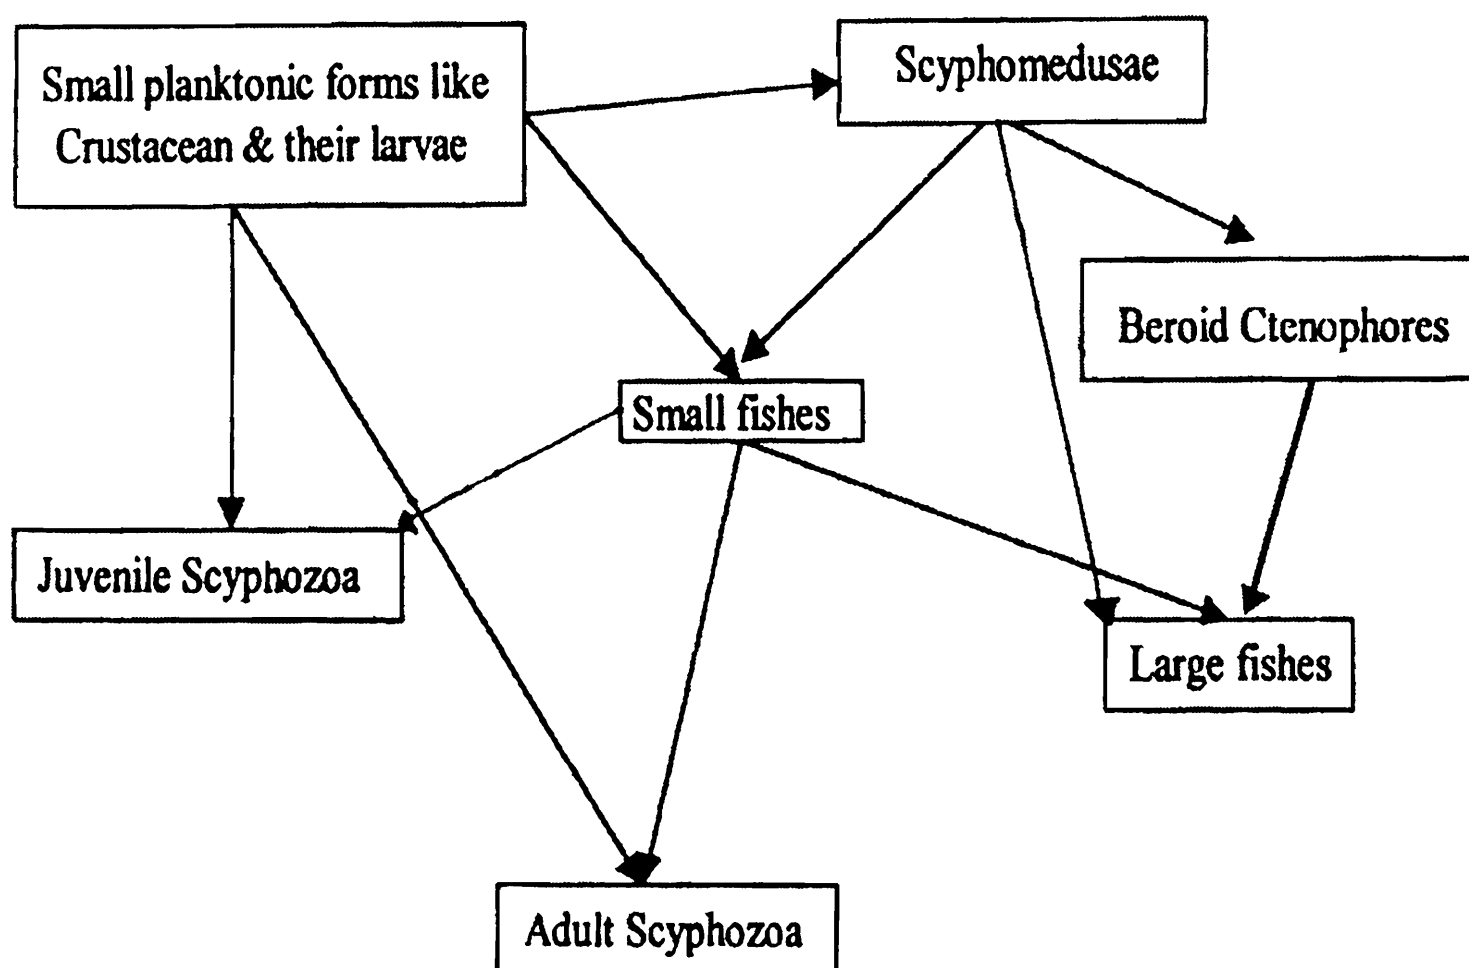 Small planktonic forms like
Crustacean & their larvae
Scyphomedusae
Beroid Ctenophores
Small fishes
Juvenile Scyphozoa
Large fishes
Adult Scyphozoa